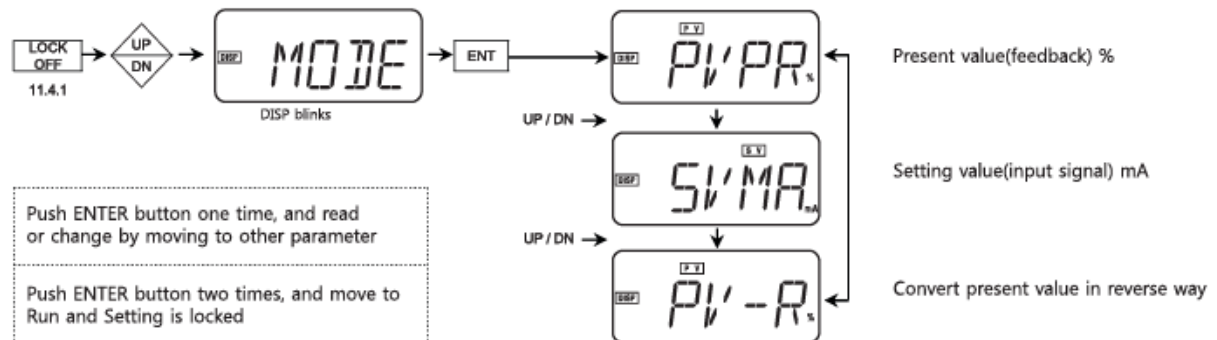 LOCK
OFF
11.4.1
UP
DN
DISP
MODE
DISP blinks
ENT
P V
DISP
PVPR
%
Present value(feedback) %
UP / DN
S V
DISP
SVMA
mA
Setting value(input signal) mA
UP / DN
P V
DISP
PV-R
%
Convert present value in reverse way
Push ENTER button one time, and read
or change by moving to other parameter
Push ENTER button two times, and move to
Run and Setting is locked